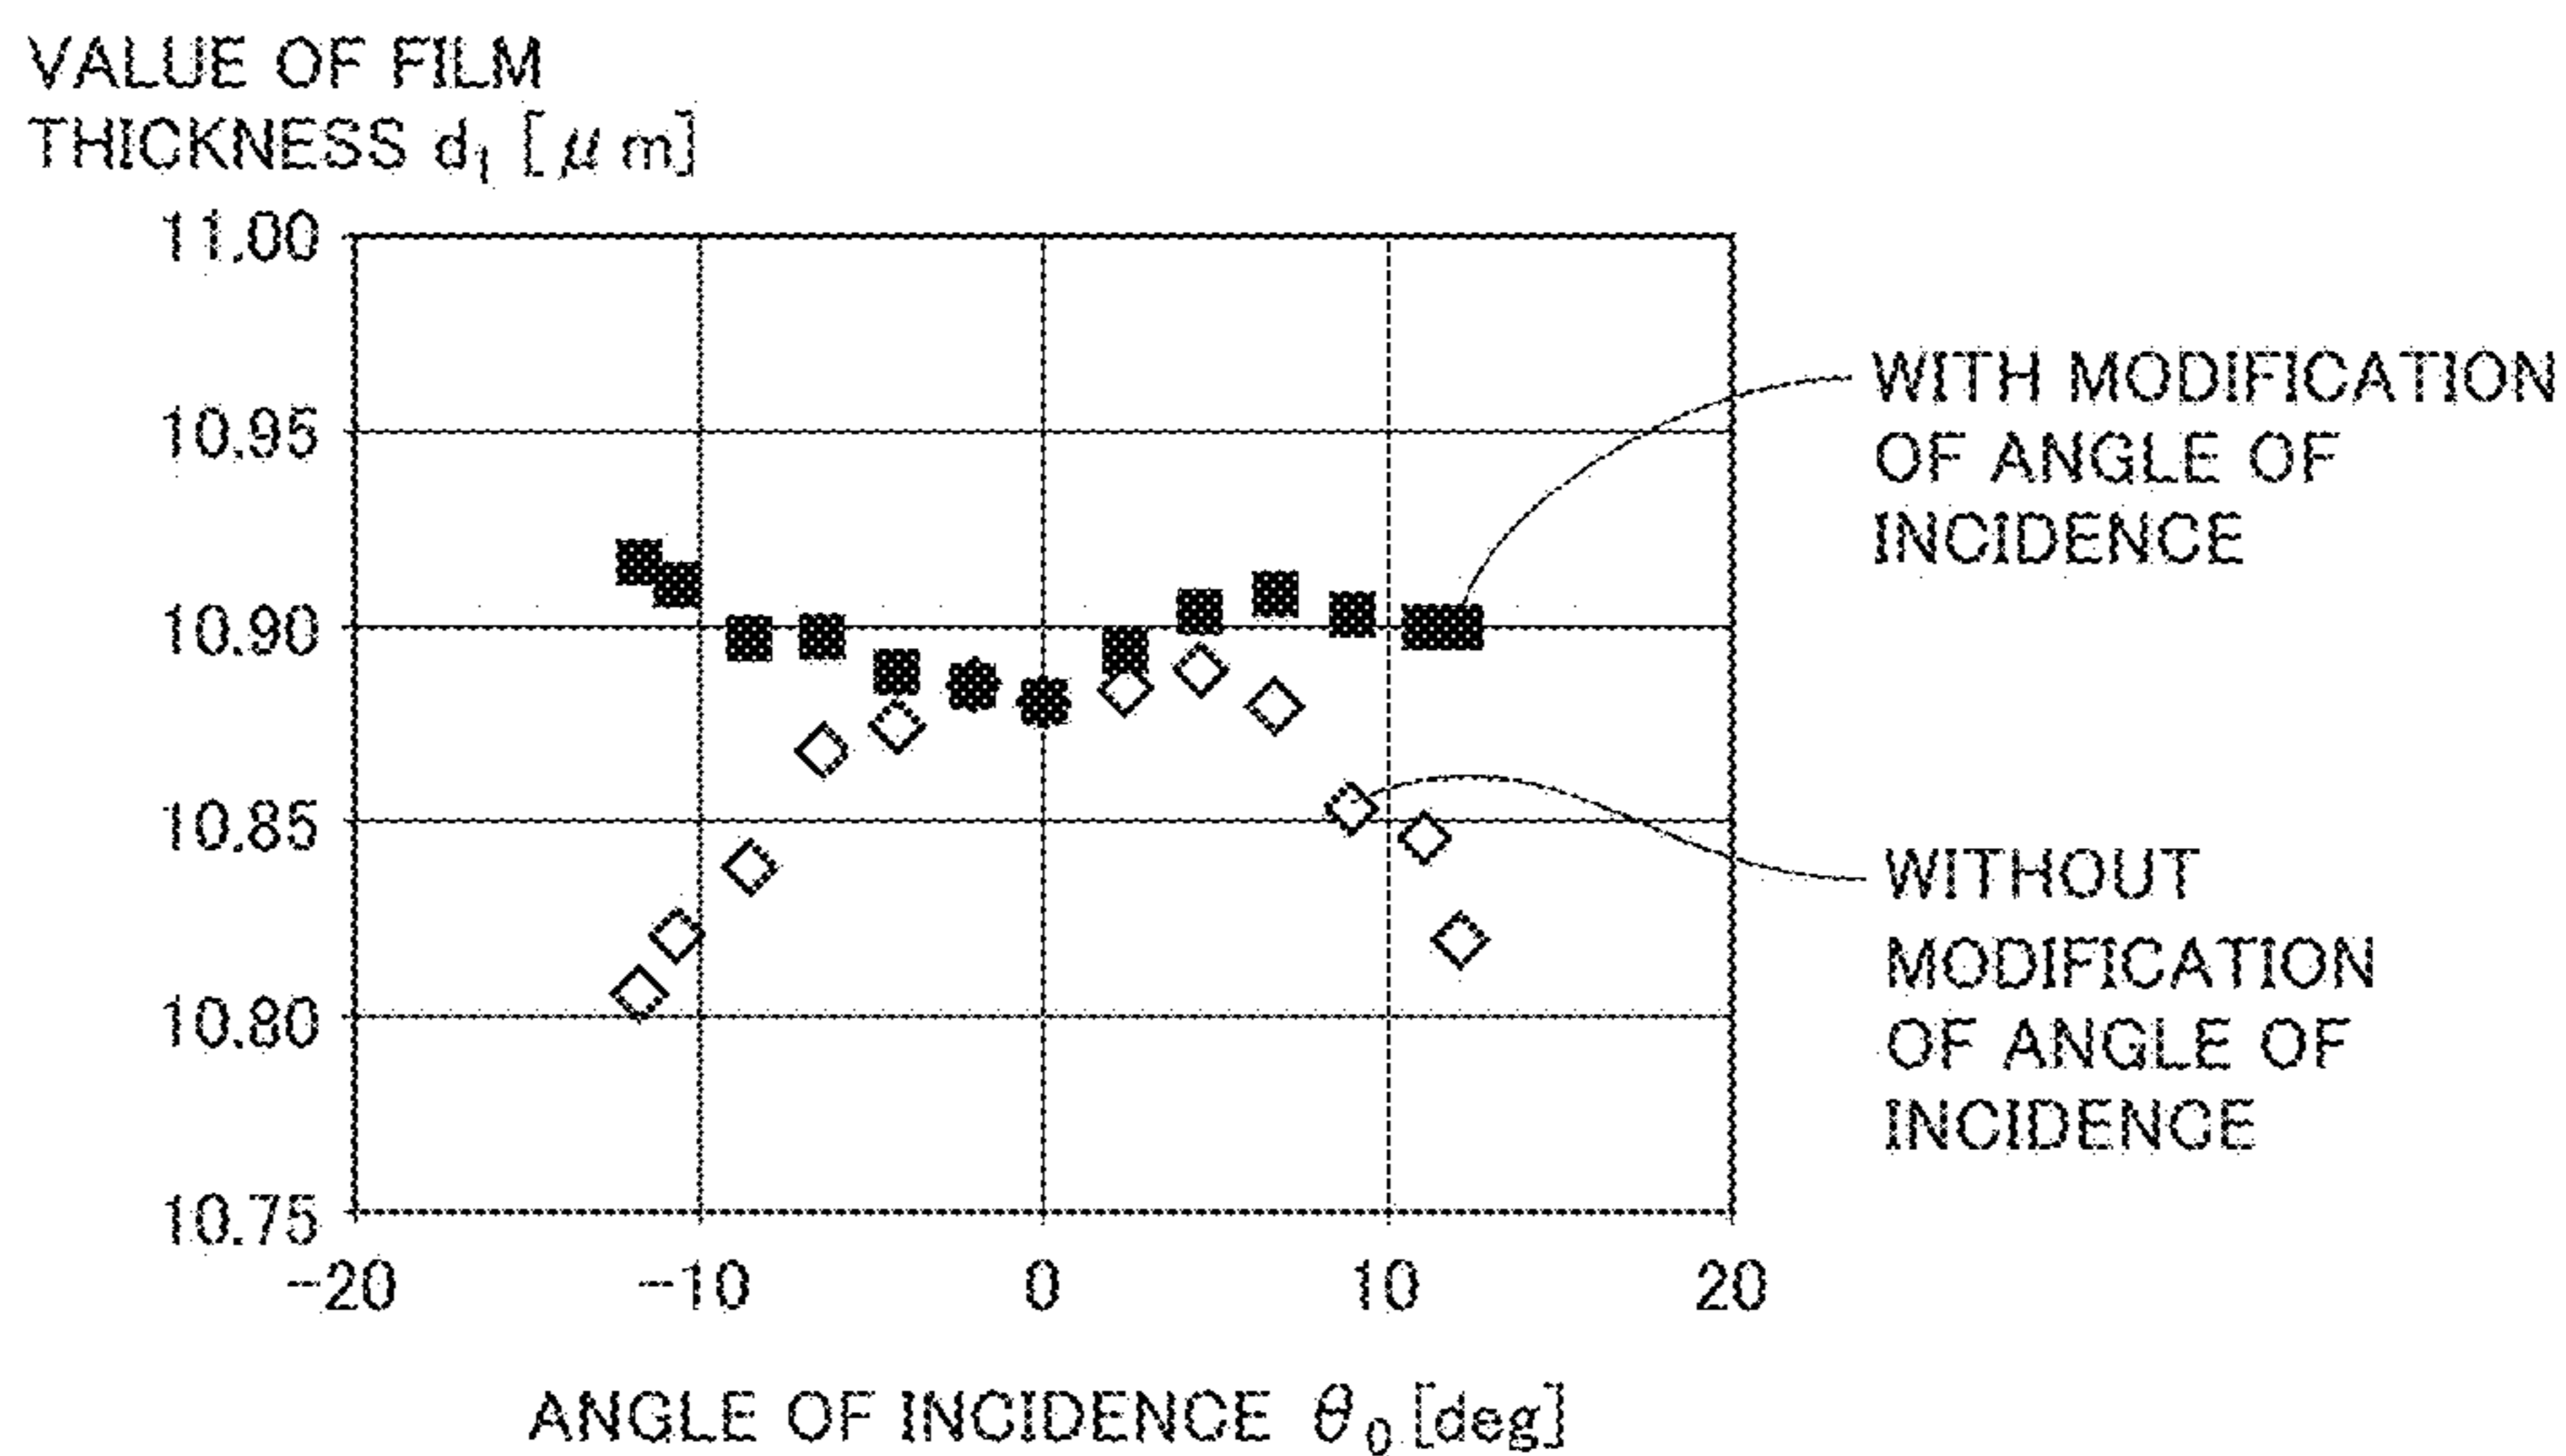 VALUE OF FILM
THICKNESS d₁ [μm]
11.00
10.95
10.90
10.85
10.80
10.75
-20
-10
0
10
20
ANGLE OF INCIDENCE θ₀ [deg]
WITH MODIFICATION
OF ANGLE OF
INCIDENCE
WITHOUT
MODIFICATION
OF ANGLE OF
INCIDENCE